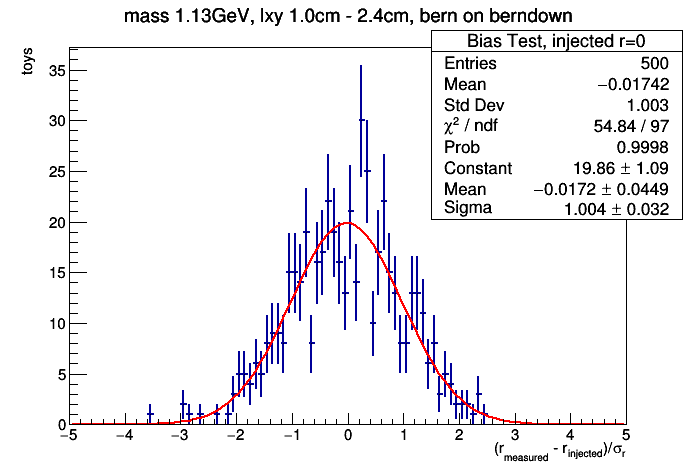 mass 1.13GeV, lxy 1.0cm - 2.4cm, bern on berndown
Bias Test, injected r=0
Entries 500
Mean −0.01742
Std Dev 1.003
χ² / ndf 54.84 / 97
Prob 0.9998
Constant 19.86 ± 1.09
Mean −0.0172 ± 0.0449
Sigma 1.004 ± 0.032
toys
35
30
25
20
15
10
5
0
−5 −4 −3 −2 −1 0 1 2 3 4 5
(r_measured - r_injected)/σ_r